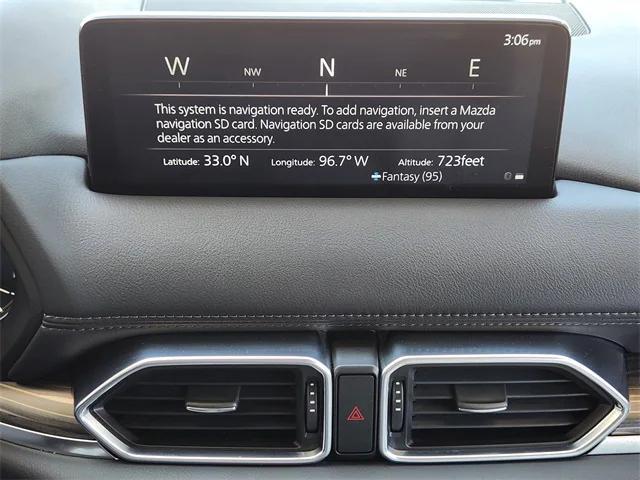 3:06pm
W NW N NE E
This system is navigation ready. To add navigation, insert a Mazda
navigation SD card. Navigation SD cards are available from your
dealer as an accessory.
Latitude: 33.0° N Longitude: 96.7° W Altitude: 723feet
Fantasy (95)